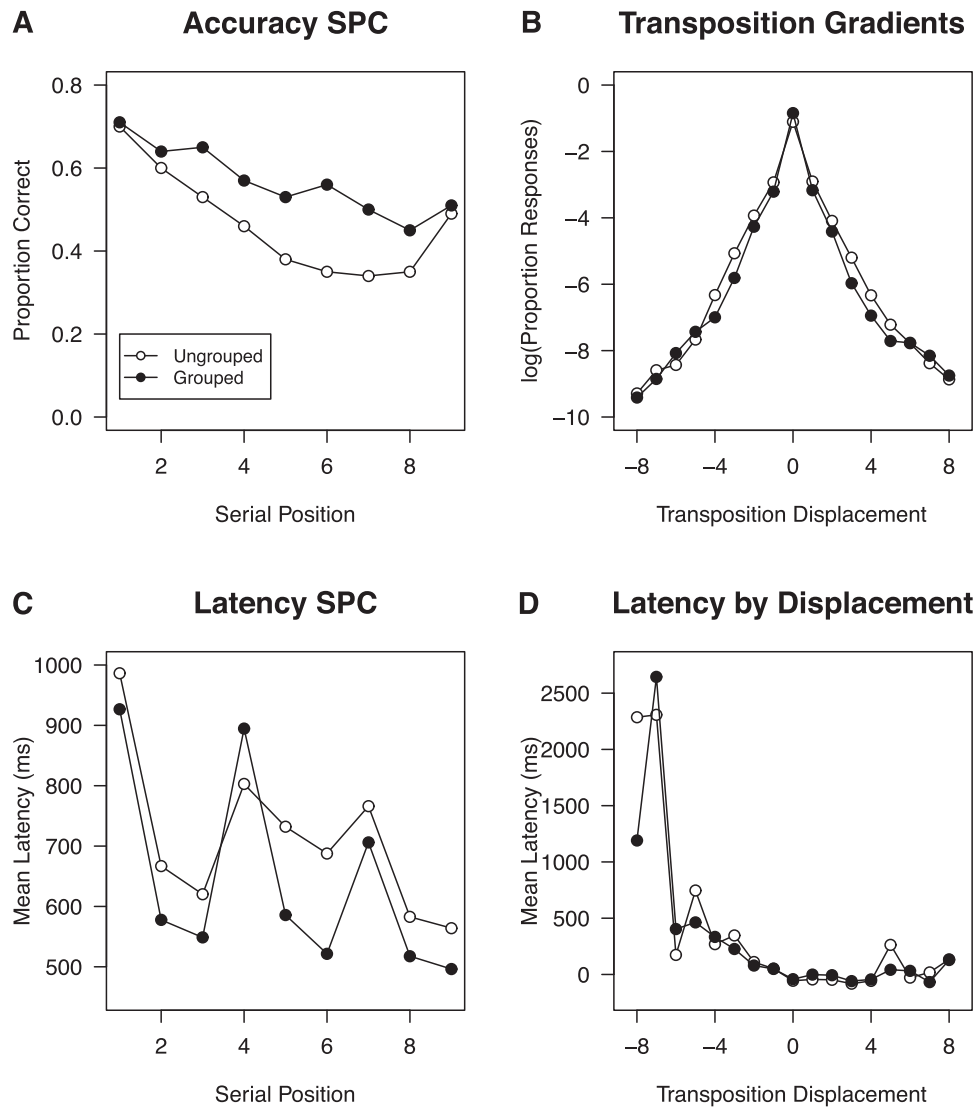 A Accuracy SPC
Proportion Correct
0.8
0.6
0.4
0.2
0.0
Ungrouped
Grouped
2 4 6 8
Serial Position
B Transposition Gradients
log(Proportion Responses)
0
−2
−4
−6
−8
−10
−8 −4 0 4 8
Transposition Displacement
C Latency SPC
Mean Latency (ms)
1000
900
800
700
600
500
2 4 6 8
Serial Position
D Latency by Displacement
Mean Latency (ms)
2500
2000
1500
1000
500
0
−8 −4 0 4 8
Transposition Displacement